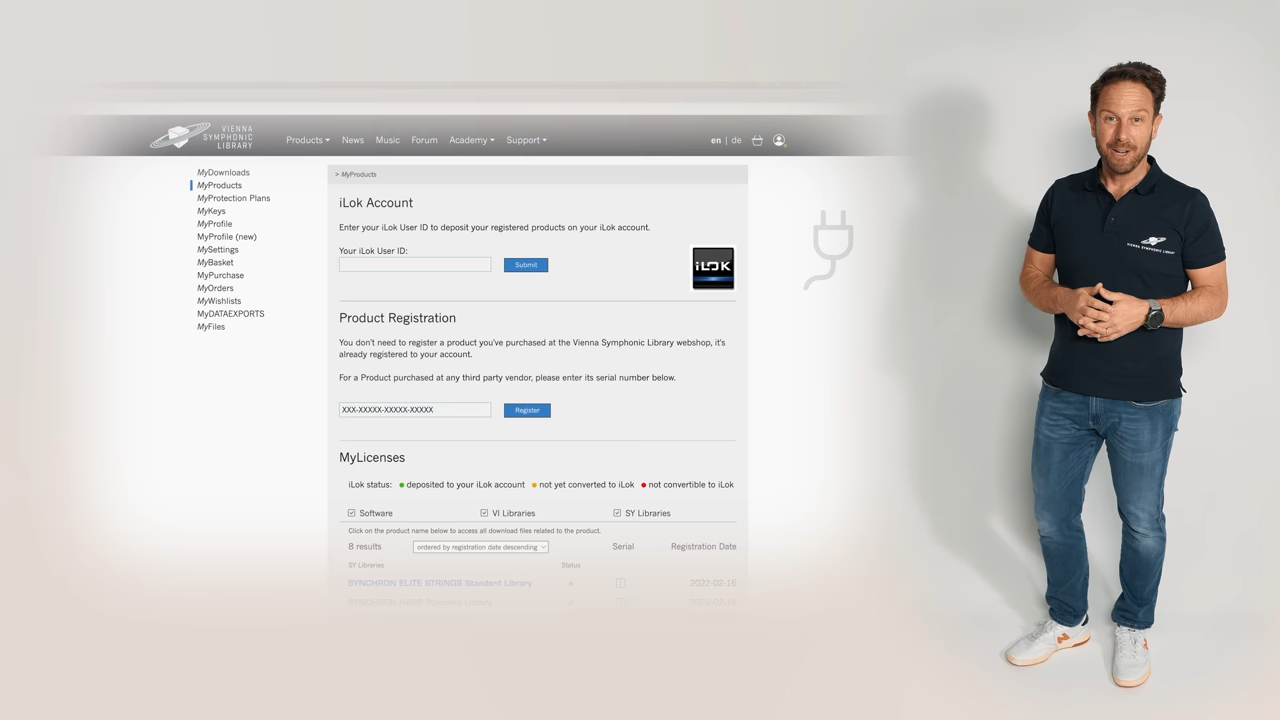 VIENNA
SYMPHONIC
LIBRARY
Products News Music Forum Academy Support
en | de
MyDownloads
MyProducts
MyProtection Plans
MyKeys
MyProfile
MyProfile (new)
MySettings
MyBasket
MyPurchase
MyOrders
MyWishlists
MyDATAEXPORTS
MyFiles
> MyProducts
iLok Account
Enter your iLok User ID to deposit your registered products on your iLok account.
Your iLok User ID:
Submit
iLOK
Product Registration
You don't need to register a product you've purchased at the Vienna Symphonic Library webshop, it's
already registered to your account.
For a Product purchased at any third party vendor, please enter its serial number below.
XXX-XXXXX-XXXXX-XXXXX
Register
MyLicenses
iLok status: deposited to your iLok account not yet converted to iLok not convertible to iLok
Software VI Libraries SY Libraries
Click on the product name below to access all download files related to the product.
8 results ordered by registration date descending Serial Registration Date
SY Libraries Status
SYNCHRON ELITE STRINGS Standard Library 2022-02-16
Standard Library
VIENNA SYMPHONIC LIBRARY